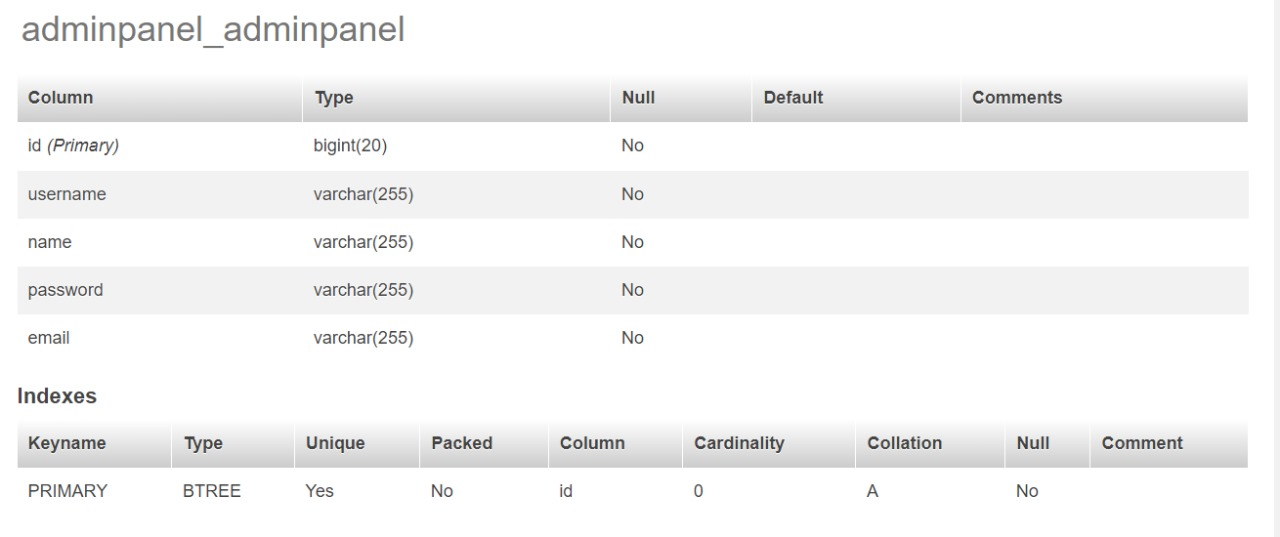 adminpanel_adminpanel
Column Type Null Default Comments
id (Primary) bigint(20) No
username varchar(255) No
name varchar(255) No
password varchar(255) No
email varchar(255) No
Indexes
Keyname Type Unique Packed Column Cardinality Collation Null Comment
PRIMARY BTREE Yes No id 0 A No